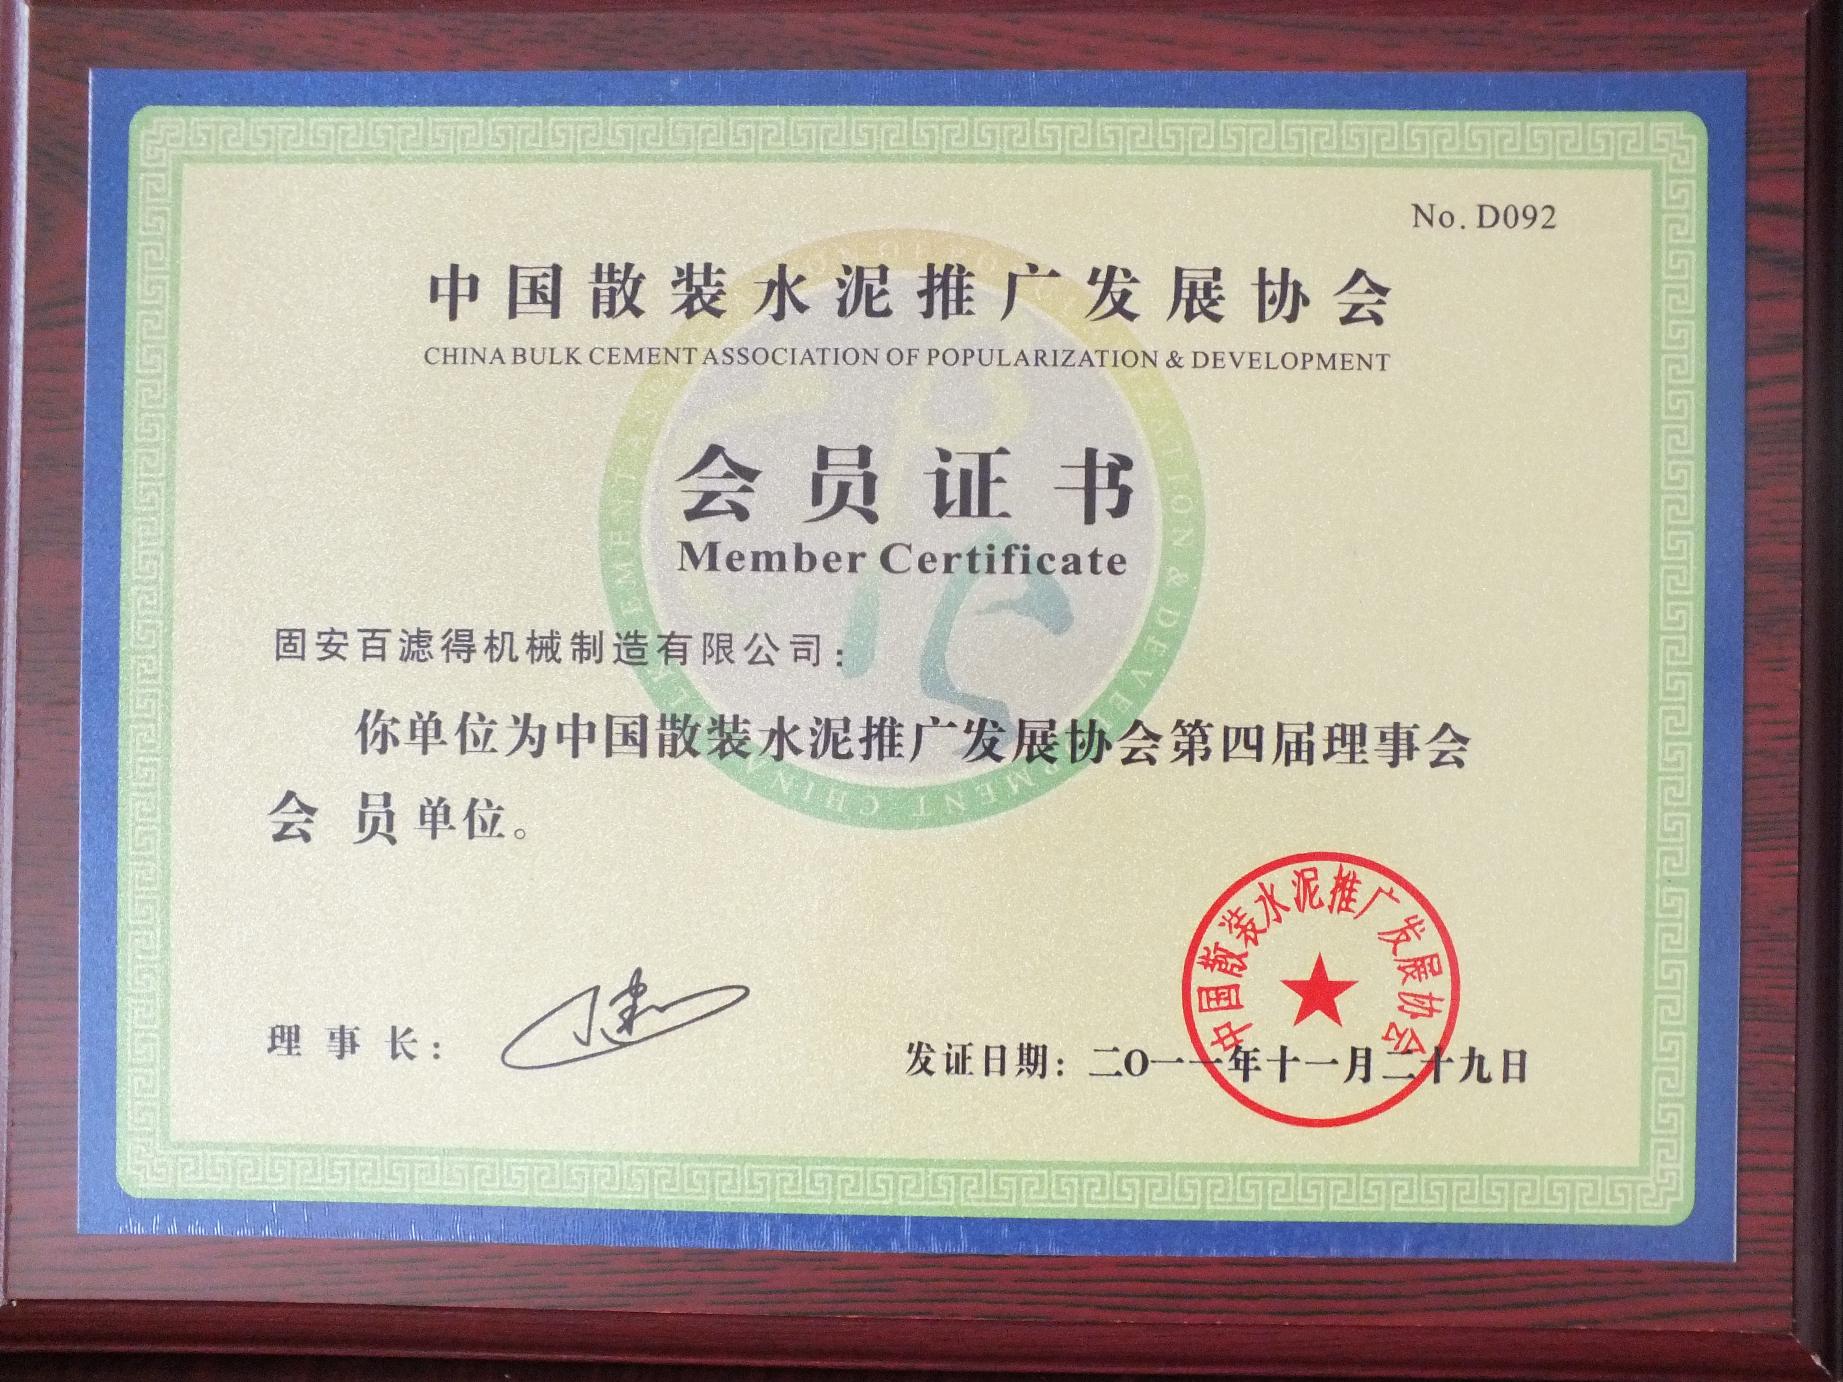 No. D092
中国散装水泥推广发展协会
CHINA BULK CEMENT ASSOCIATION OF POPULARIZATION & DEVELOPMENT
会员证书
Member Certificate
固安百滤得机械制造有限公司：
你单位为中国散装水泥推广发展协会第四届理事会
会 员 单位。
中国散装水泥推广发展协会
理 事 长：
发证日期：二〇一一年十一月二十九日